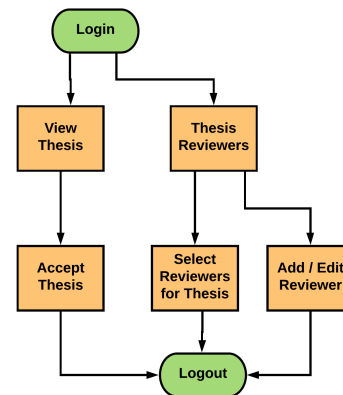 Login
View
Thesis
Thesis
Reviewers
Accept
Thesis
Select
Reviewers
for Thesis
Add / Edit
Reviewer
Logout